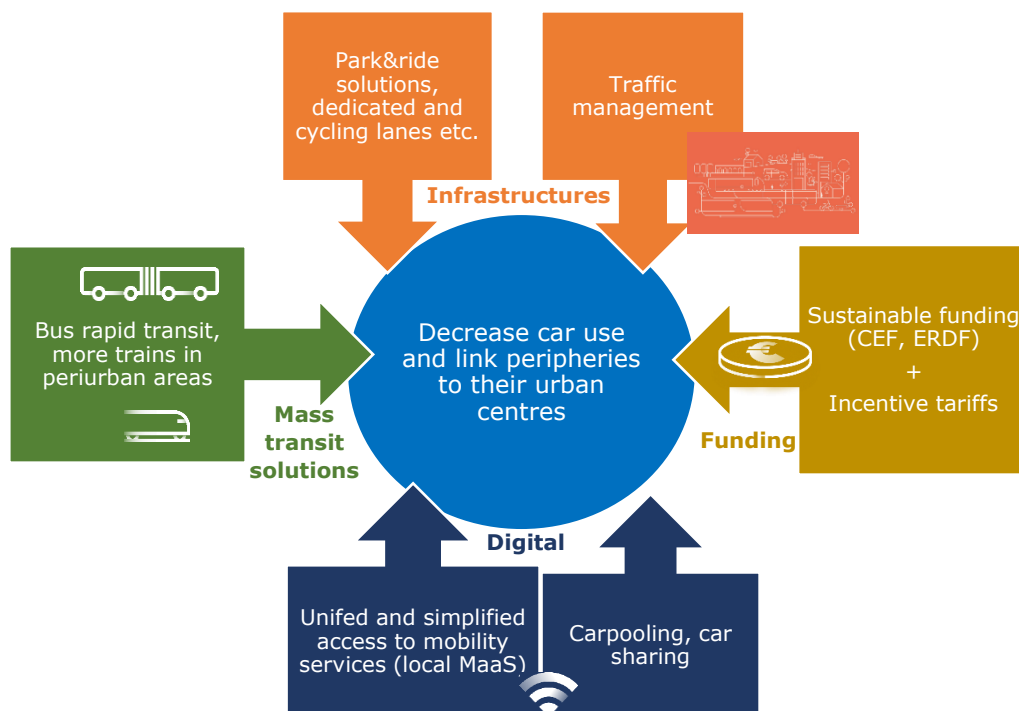 Park&ride
solutions,
dedicated and
cycling lanes etc.
Traffic
management
Infrastructures
Bus rapid transit,
more trains in
periurban areas
Mass
transit
solutions
Decrease car use
and link peripheries
to their urban
centres
Sustainable funding
(CEF, ERDF)
+
Incentive tariffs
€
Funding
Digital
Unifed and simplified
access to mobility
services (local MaaS)
Carpooling, car
sharing